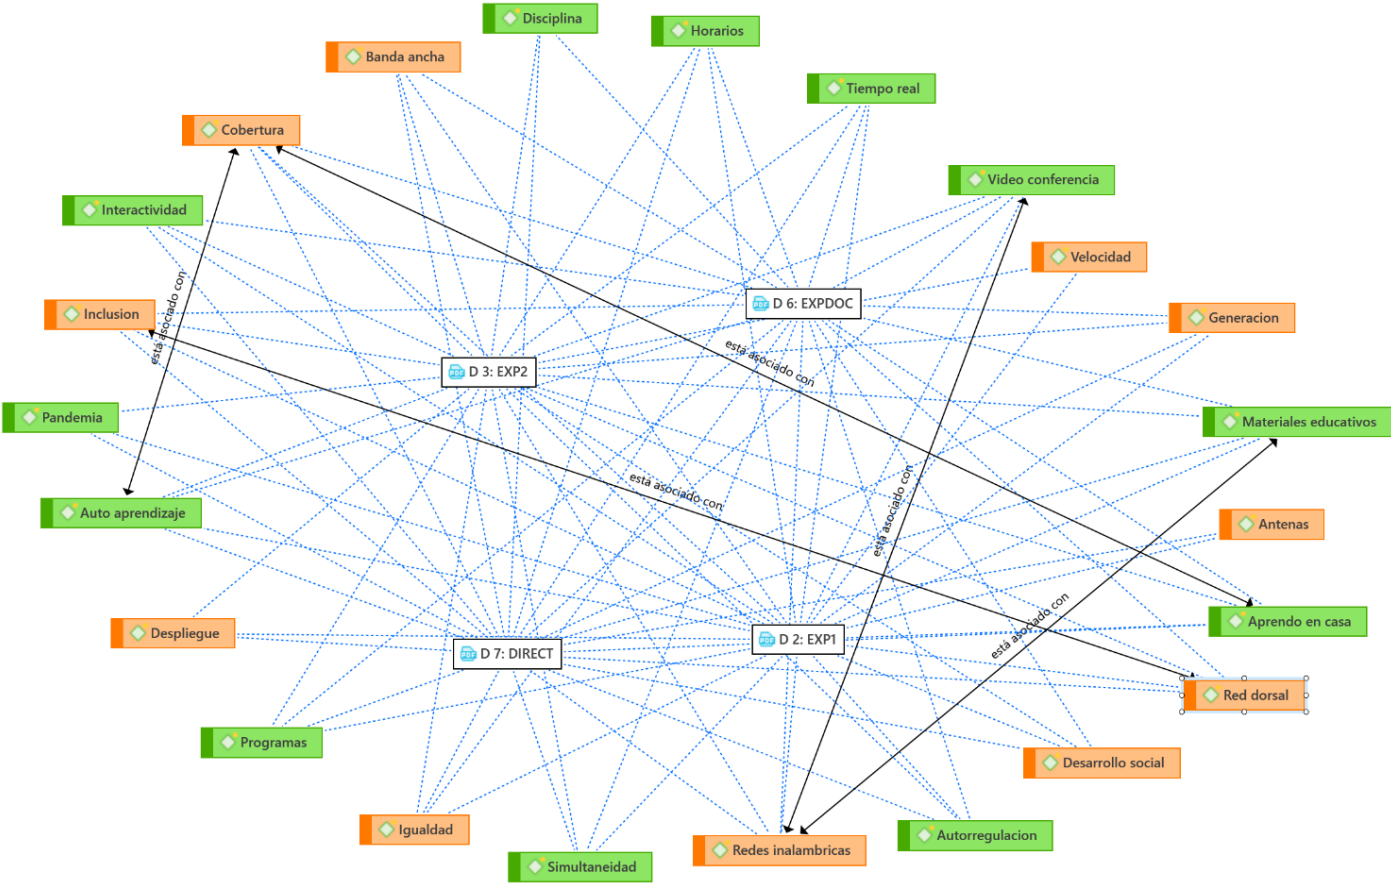 Disciplina
Horarios
Banda ancha
Tiempo real
Cobertura
Video conferencia
Interactividad
Velocidad
D 6: EXPDOC
Inclusion
Generacion
está asociado con
está asociado con
D 3: EXP2
Pandemia
Materiales educativos
está asociado con
está asociado con
Auto aprendizaje
Antenas
Aprendo en casa
está asociado con
Despliegue
D 2: EXP1
D 7: DIRECT
Red dorsal
Programas
Desarrollo social
Igualdad
Autorregulacion
Redes inalambricas
Simultaneidad